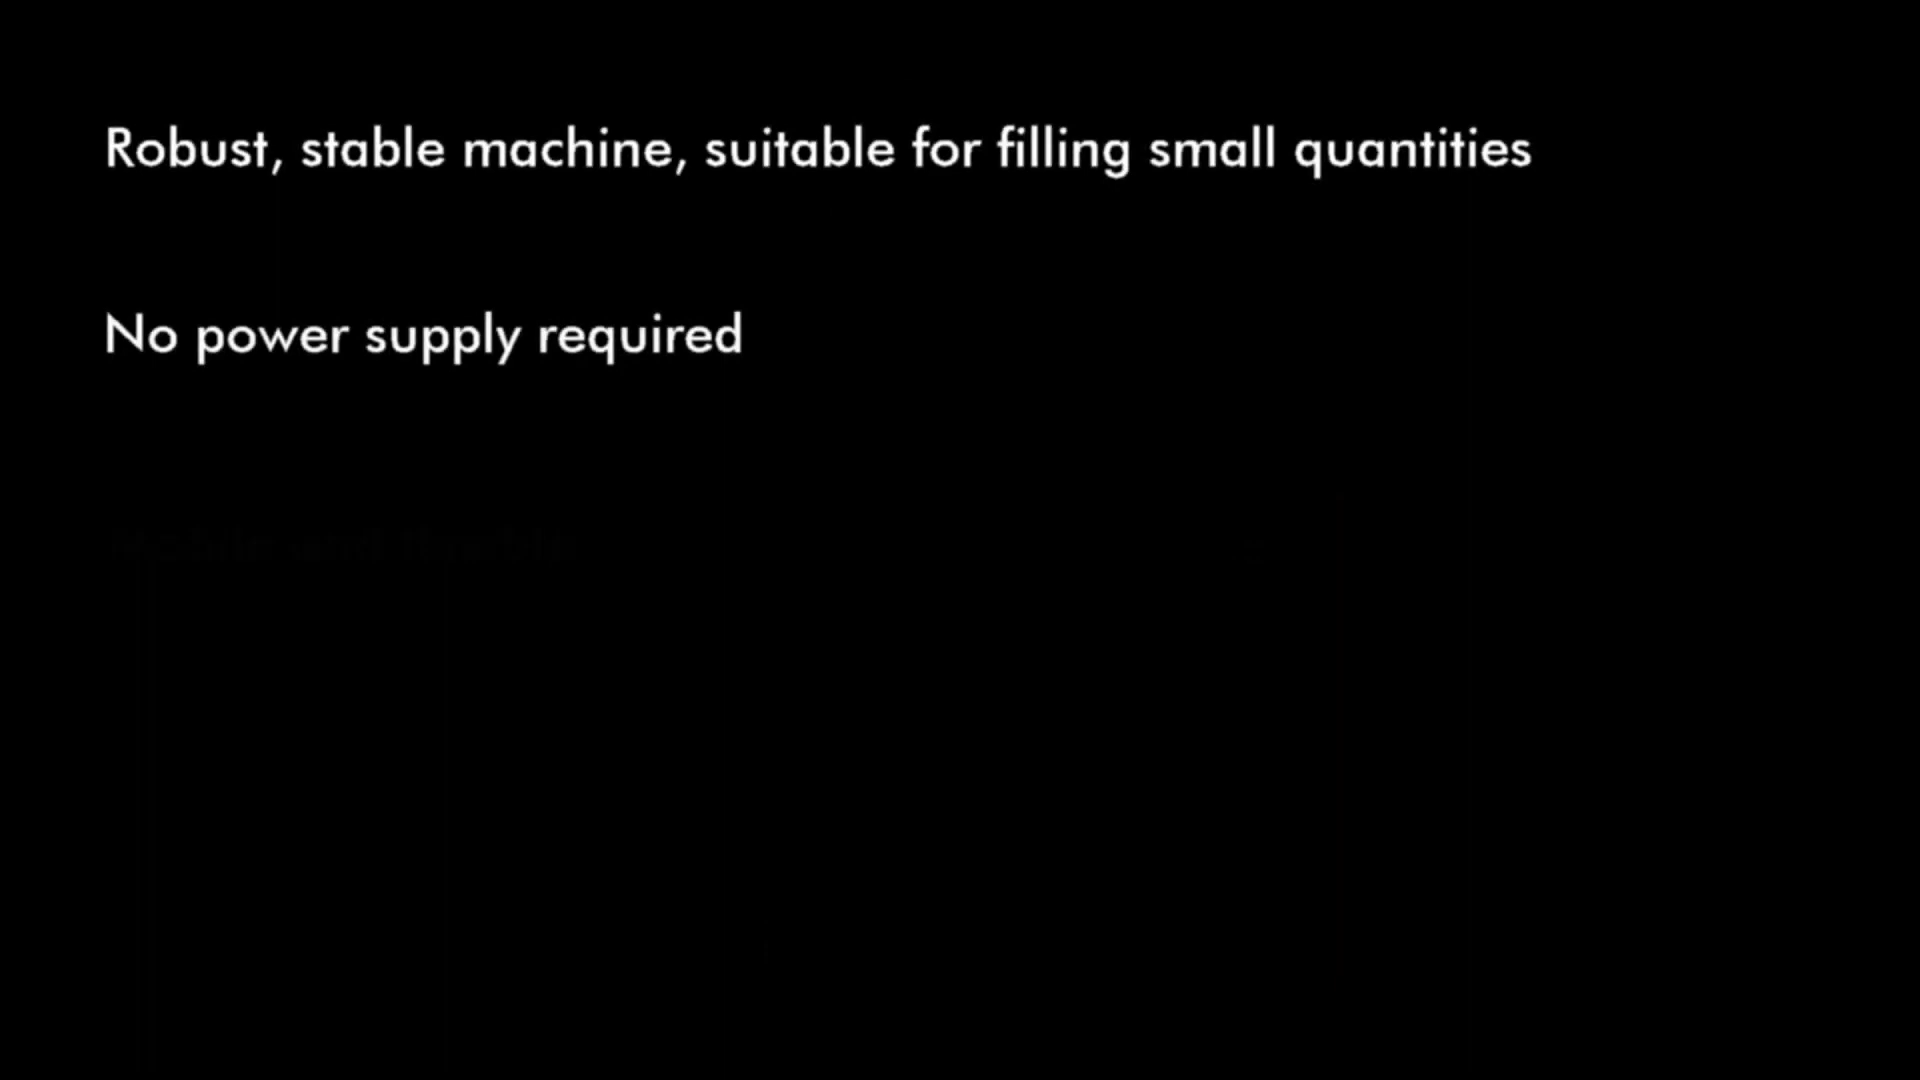 Robust, stable machine, suitable for filling small quantities
No power supply required